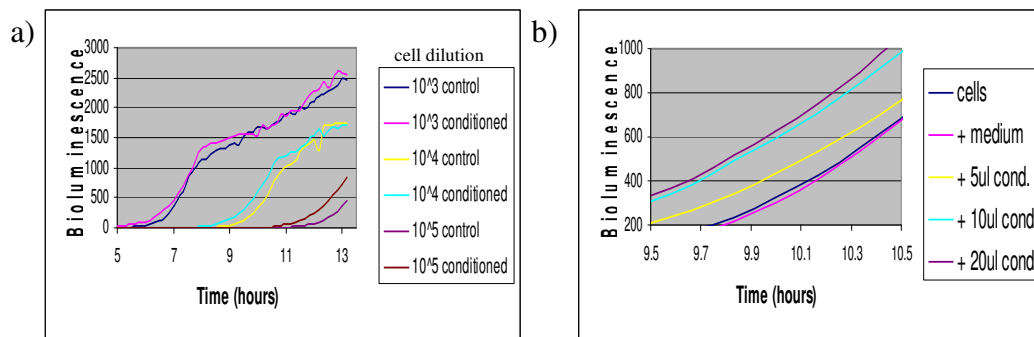 a)
Bioluminescence
3000
2500
2000
1500
1000
500
0
5 7 9 11 13
Time (hours)
cell dilution
10^3 control
10^3 conditioned
10^4 control
10^4 conditioned
10^5 control
10^5 conditioned
b)
Bioluminescence
1000
800
600
400
200
9.5 9.7 9.9 10.1 10.3 10.5
Time (hours)
cells
+ medium
+ 5ul cond.
+ 10ul cond
+ 20ul cond